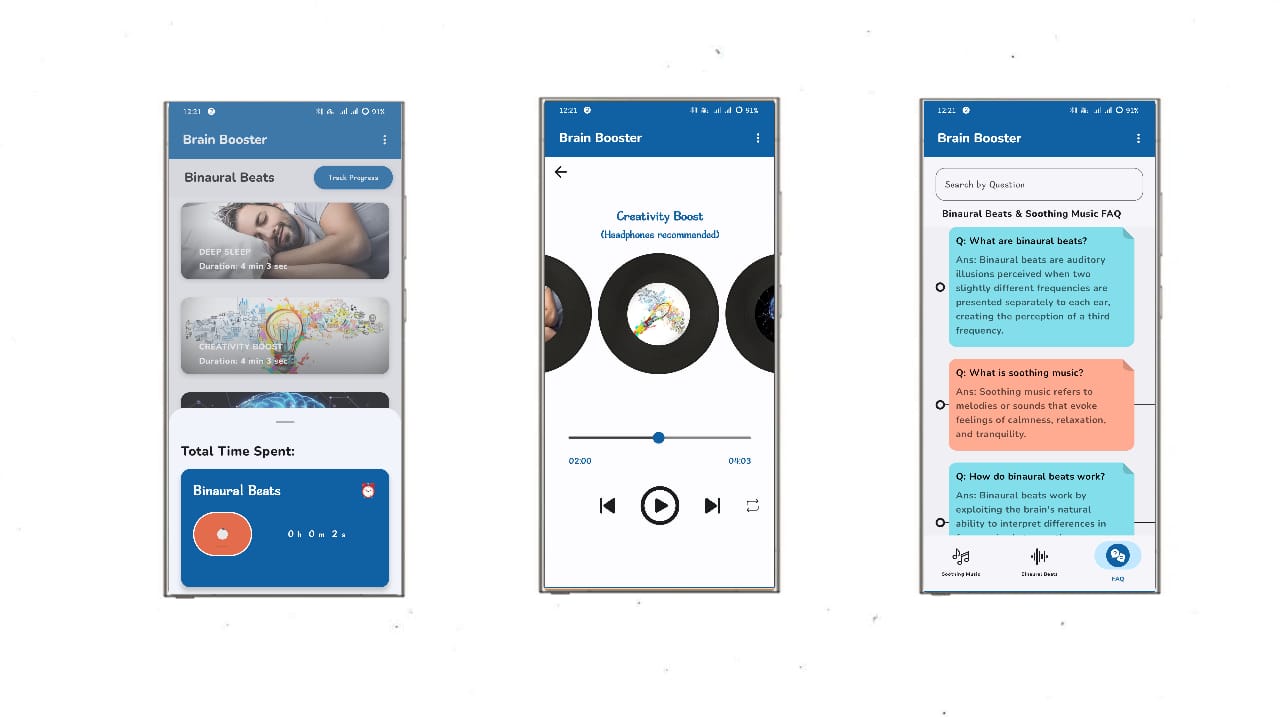 12:21
91%
Brain Booster
Binaural Beats
Track Progress
DEEP SLEEP
Duration: 4 min 3 sec
CREATIVITY BOOST
Duration: 4 min 3 sec
Total Time Spent:
Binaural Beats
0 h 0 m 2 s
12:21
91%
Brain Booster
Creativity Boost
(Headphones recommended)
02:00
04:03
12:21
91%
Brain Booster
Search by Question
Binaural Beats & Soothing Music FAQ
Q: What are binaural beats?
Ans: Binaural beats are auditory
illusions perceived when two
slightly different frequencies are
presented separately to each ear,
creating the perception of a third
frequency.
Q: What is soothing music?
Ans: Soothing music refers to
melodies or sounds that evoke
feelings of calmness, relaxation,
and tranquility.
Q: How do binaural beats work?
Ans: Binaural beats work by
exploiting the brain's natural
ability to interpret differences in
Soothing Music
Binaural Beats
FAQ